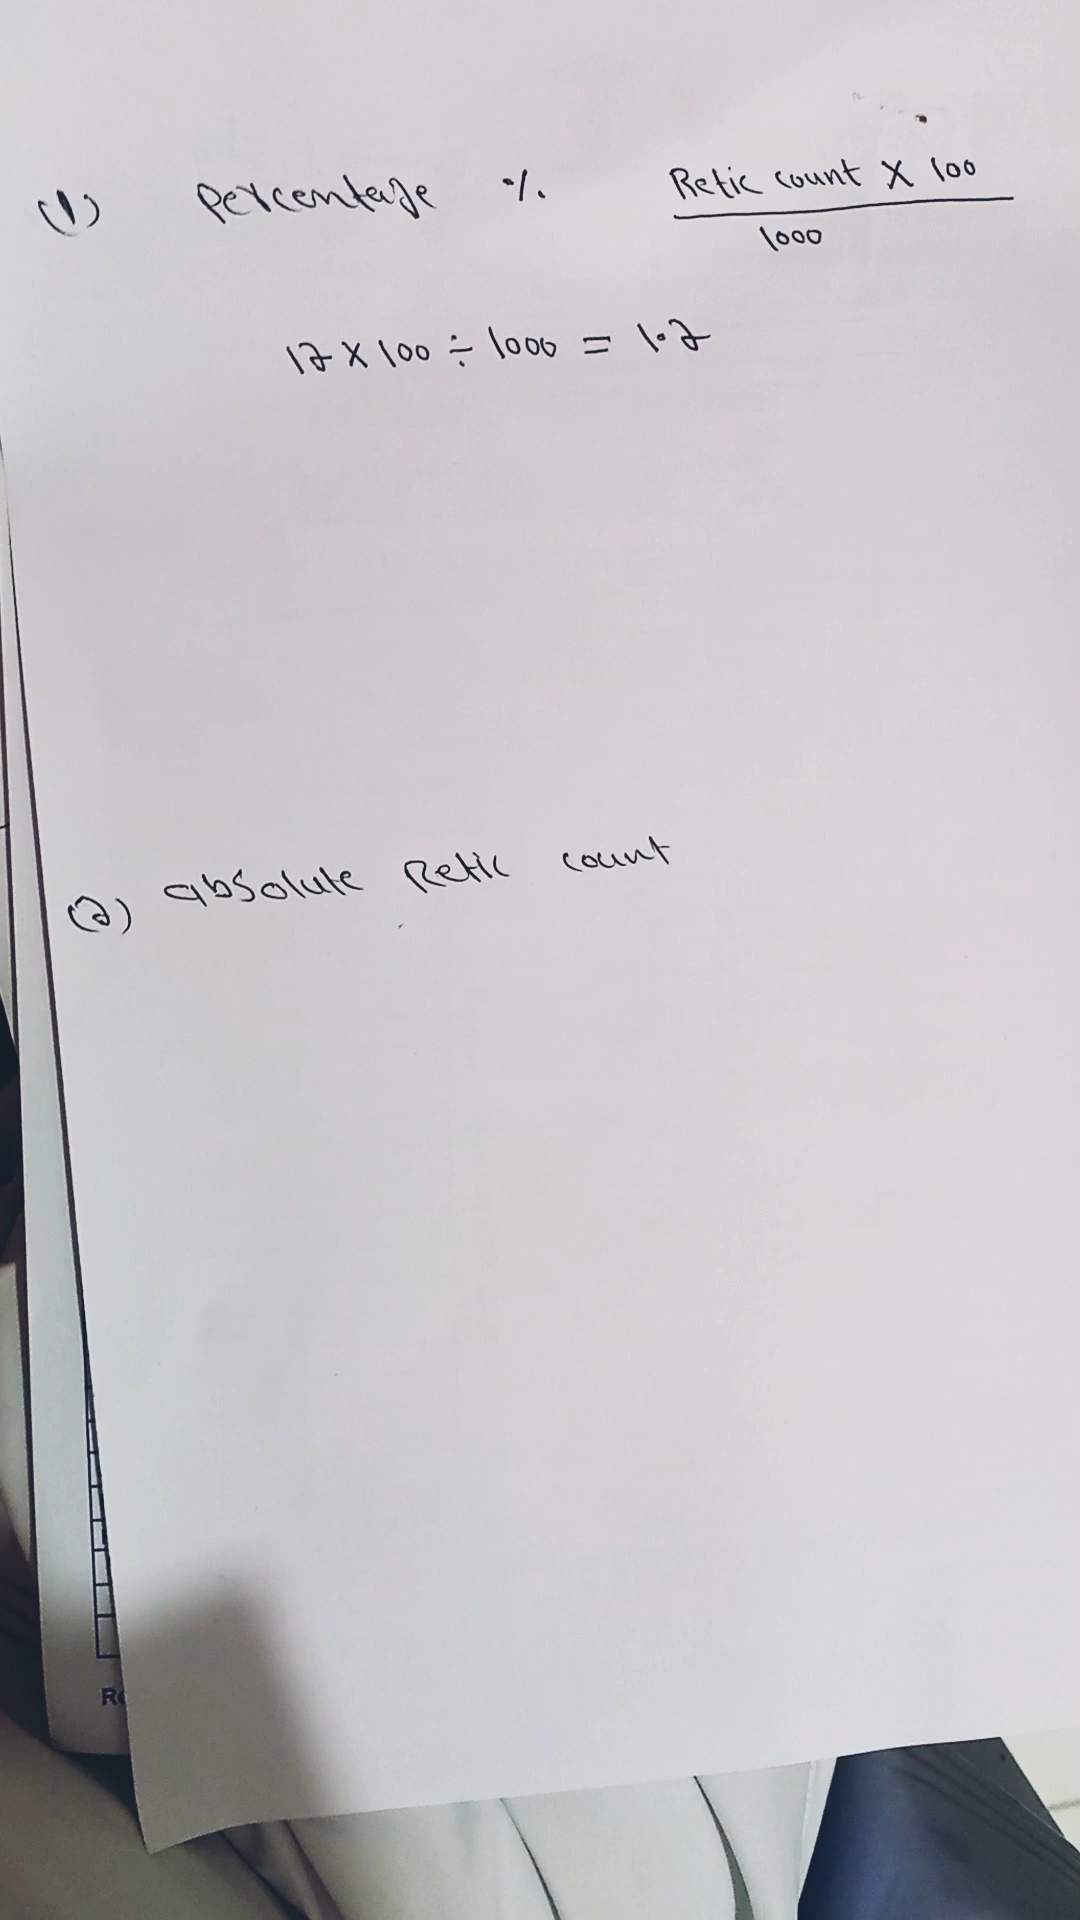 (1) Percentage % Retic count X 100
1000
17 X 100 ÷ 1000 = 1.7
(2) absolute Retic count